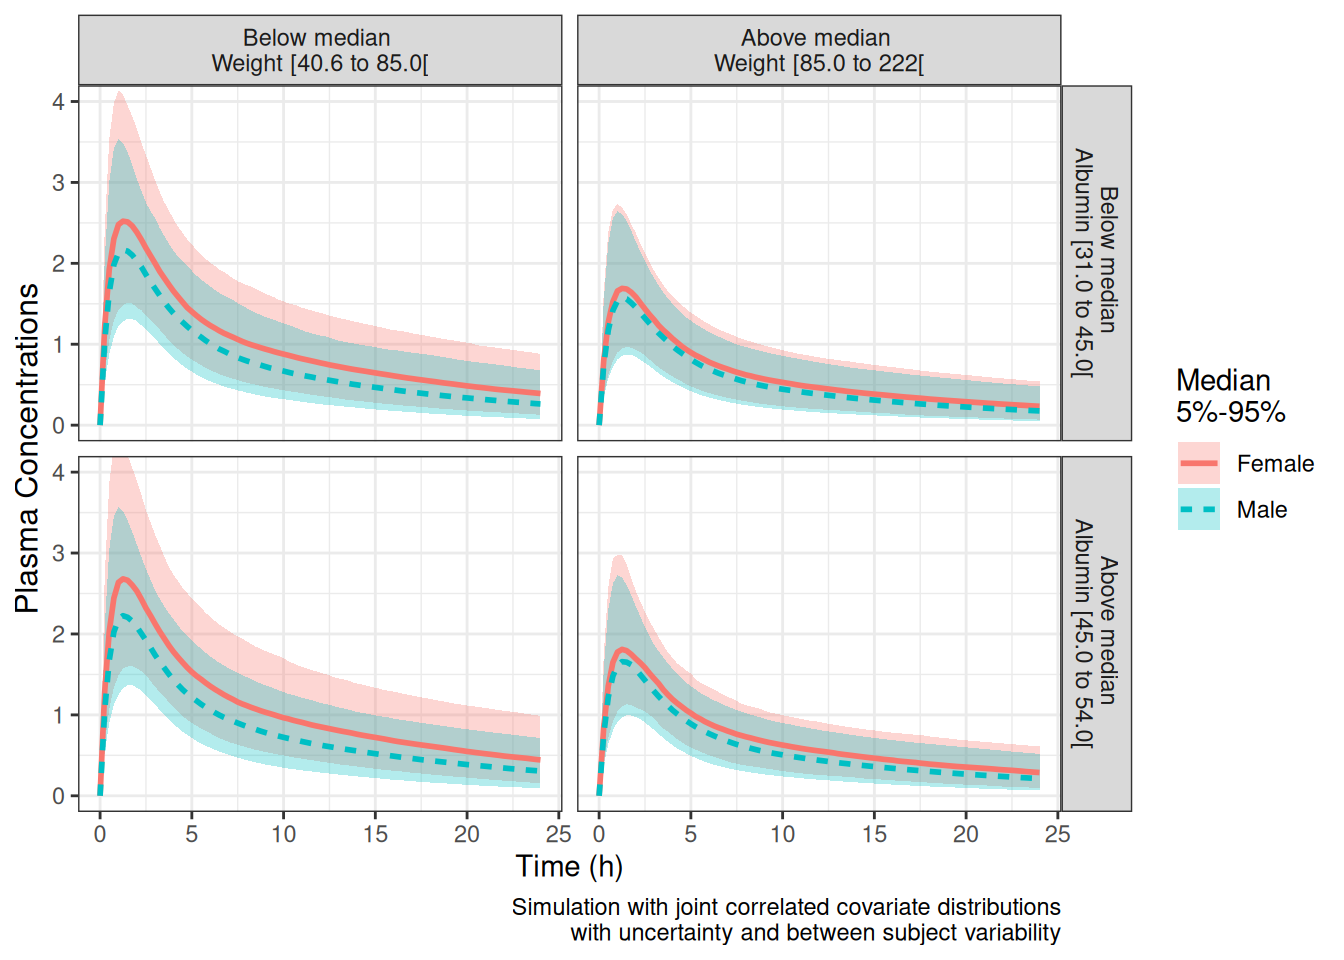 Below median
Weight [40.6 to 85.0[
Above median
Weight [85.0 to 222[
Below median
Albumin [31.0 to 45.0[
Above median
Albumin [45.0 to 54.0[
Plasma Concentrations
4
3
2
1
0
4
3
2
1
0
0 5 10 15 20 25
0 5 10 15 20 25
Time (h)
Median
5%-95%
Female
Male
Simulation with joint correlated covariate distributions
with uncertainty and between subject variability